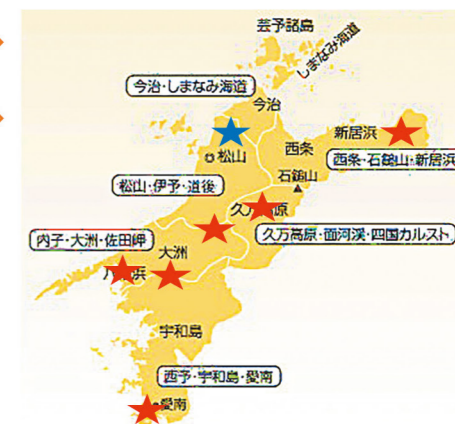 芸予諸島
しまなみ海道
今治・しまなみ海道
今治
新居浜
西条
松山
西条・石鎚山・新居浜
石鎚山
松山・伊予・道後
久万高原
内子・大洲・佐田岬
久万高原・面河渓・四国カルスト
大洲
八幡浜
宇和島
西予・宇和島・愛南
愛南